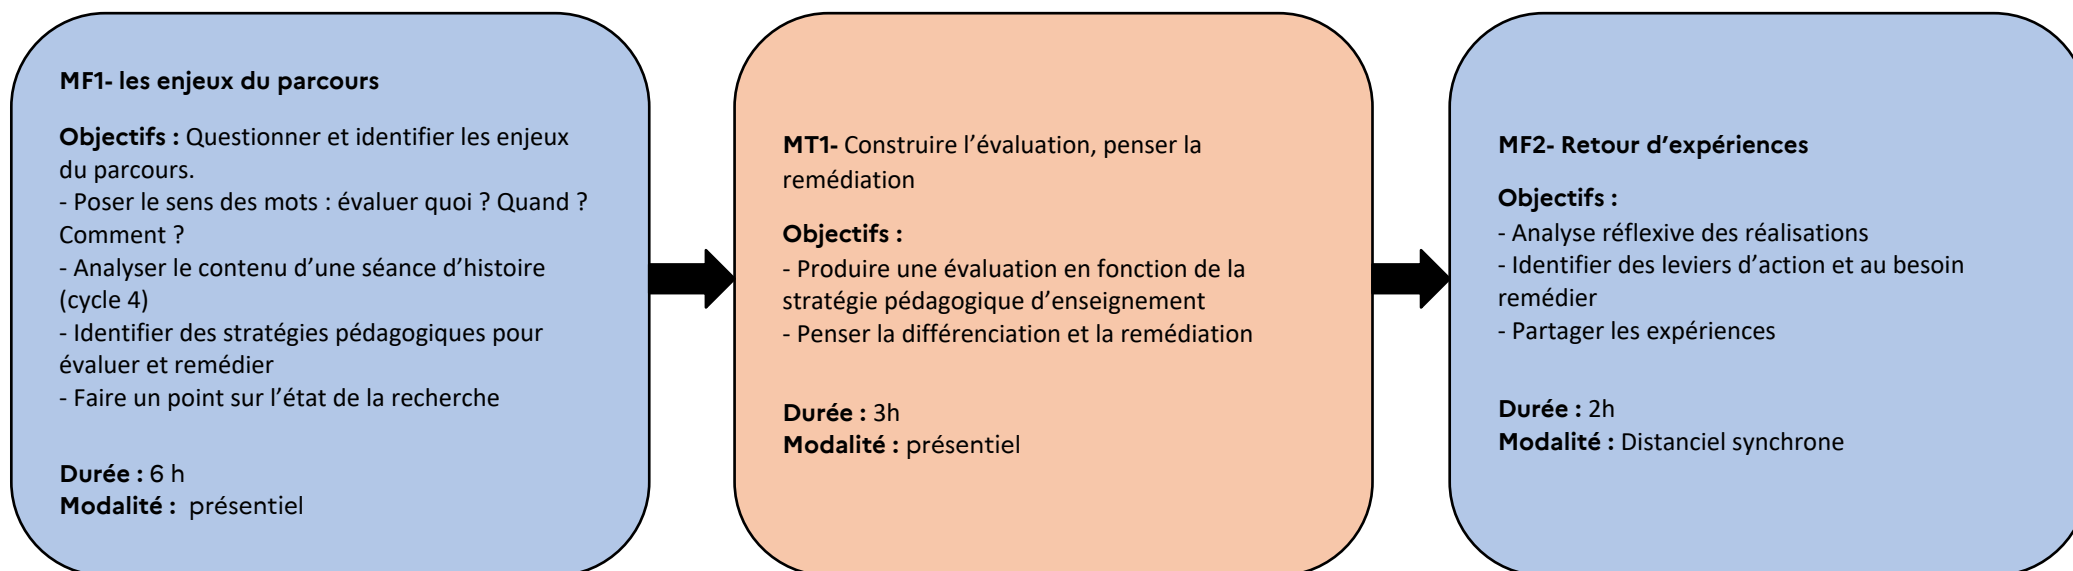 MF1- les enjeux du parcours
Objectifs : Questionner et identifier les enjeux
du parcours.
- Poser le sens des mots : évaluer quoi ? Quand ?
Comment ?
- Analyser le contenu d’une séance d’histoire
(cycle 4)
- Identifier des stratégies pédagogiques pour
évaluer et remédier
- Faire un point sur l’état de la recherche
Durée : 6 h
Modalité : présentiel
MT1- Construire l’évaluation, penser la
remédiation
Objectifs :
- Produire une évaluation en fonction de la
stratégie pédagogique d’enseignement
- Penser la différenciation et la remédiation
Durée : 3h
Modalité : présentiel
MF2- Retour d’expériences
Objectifs :
- Analyse réflexive des réalisations
- Identifier des leviers d’action et au besoin
remédier
- Partager les expériences
Durée : 2h
Modalité : Distanciel synchrone